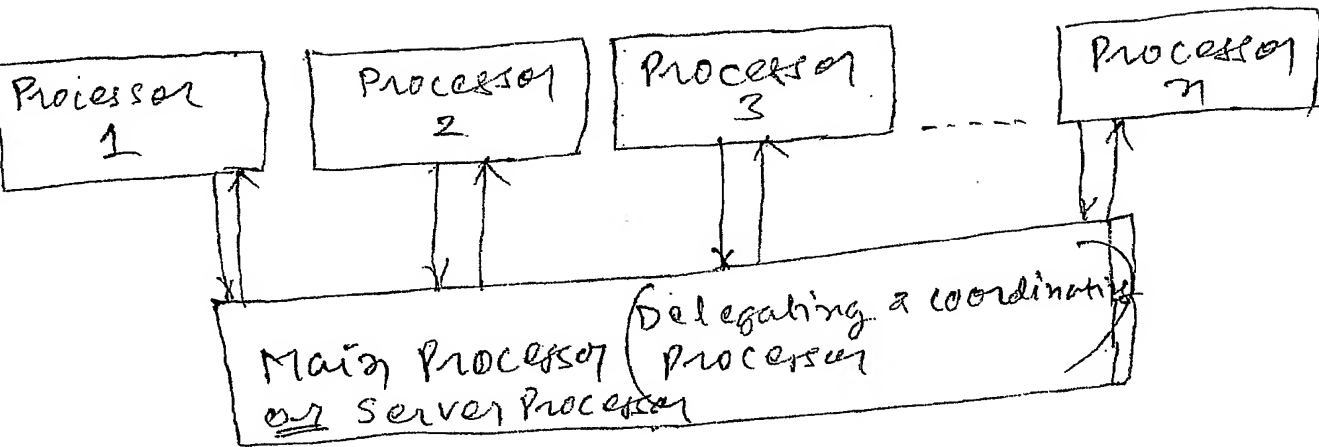 Processor
1
Processor
2
Processor
3
-----
Processor
n
Main Processor (Delegating & coordinating
processor)
or Server Processor